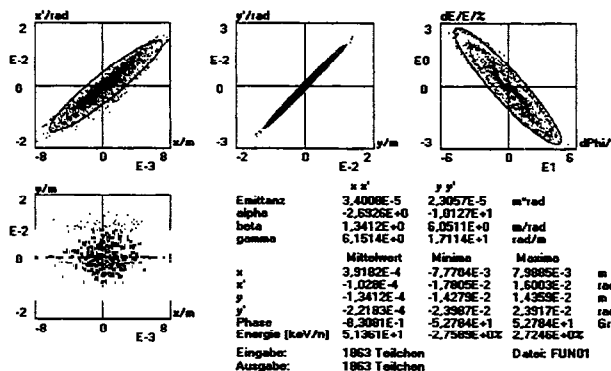 x'/rad
2
E-2
0
-2
-8
0
8
x/m
E-3
y'/rad
3
E-2
0
-3
-2
0
2
y/m
E-2
dE/E/%
3
E0
0
-3
-6
0
6
dPhi/
E1
y/m
2
E-2
0
-2
-8
0
8
x/m
E-3
x x' y y'
Emittanz 3,4008E-5 2,3057E-5 m*rad
alpha -2,6926E+0 -1,0127E+1
beta 1,3412E+0 6,0511E+0 m/rad
gamma 6,1514E+0 1,7114E+1 rad/m
Mittelwert Minima Maxima
x 3,9182E-4 -7,7784E-3 7,9885E-3 m
x' -1,028E-4 -1,7805E-2 1,6003E-2 rad
y -1,3412E-4 -1,4279E-2 1,4359E-2 m
y' -2,2183E-4 -2,3987E-2 2,3917E-2 rad
Phase -8,3081E-1 -5,2784E+1 5,2784E+1
Energie [keV/n] 5,1361E+1 -2,7589E+0% 2,7246E+0%
Eingabe: 1863 Teilchen Datei: FUN01
Ausgabe: 1863 Teilchen